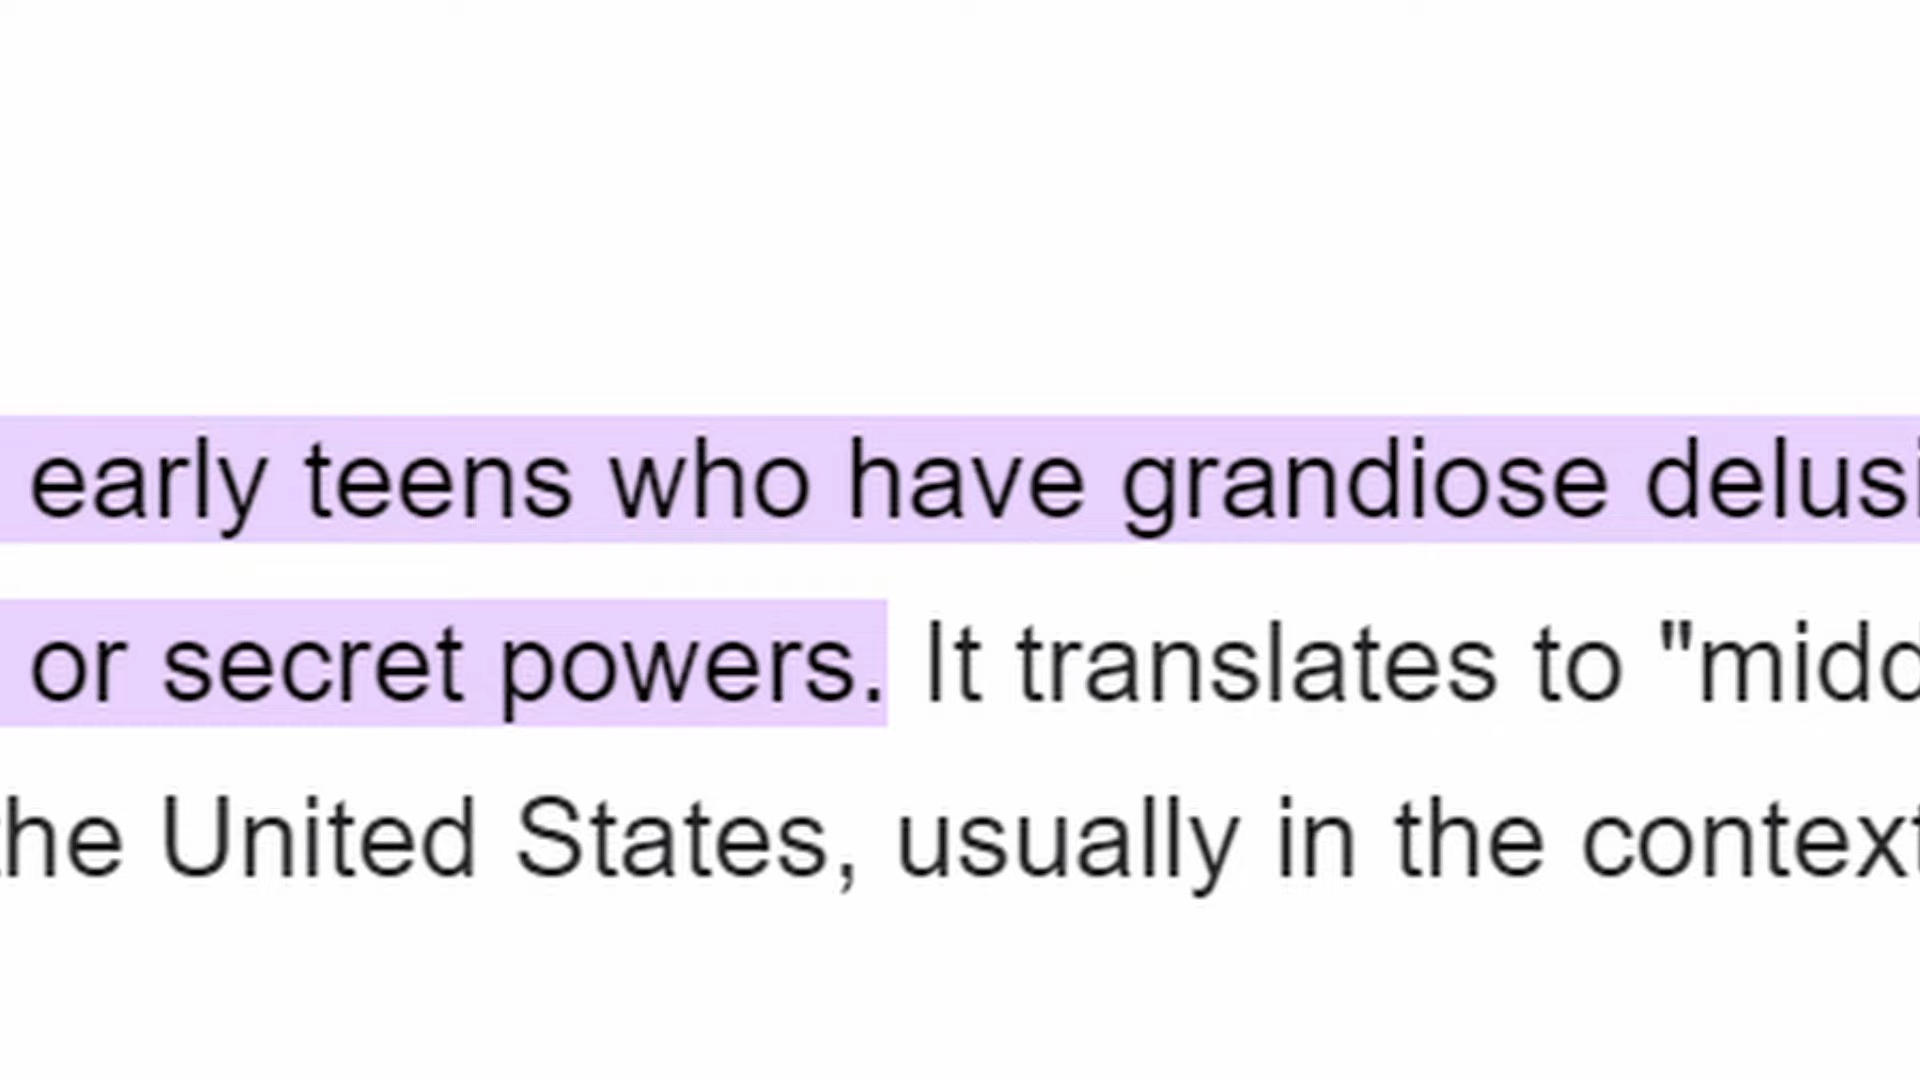 early teens who have grandiose delusi
or secret powers. It translates to "midd
the United States, usually in the context